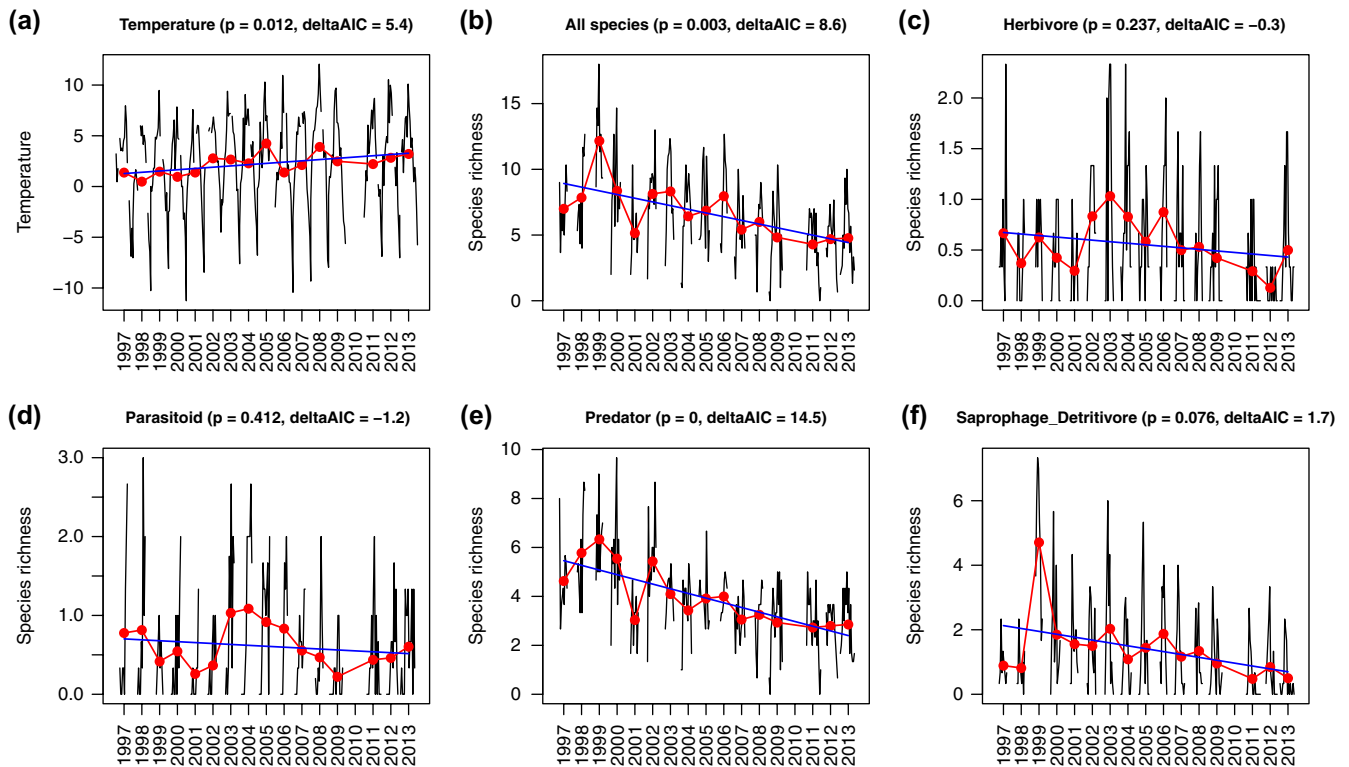 (a)
Temperature (p = 0.012, deltaAIC = 5.4)
Temperature
10
5
0
−5
−10
1997 1998 1999 2000 2001 2002 2003 2004 2005 2006 2007 2008 2009 2010 2011 2012 2013
(b)
All species (p = 0.003, deltaAIC = 8.6)
Species richness
15
10
5
0
1997 1998 1999 2000 2001 2002 2003 2004 2005 2006 2007 2008 2009 2010 2011 2012 2013
(c)
Herbivore (p = 0.237, deltaAIC = −0.3)
Species richness
2.0
1.5
1.0
0.5
0.0
1997 1998 1999 2000 2001 2002 2003 2004 2005 2006 2007 2008 2009 2010 2011 2012 2013
(d)
Parasitoid (p = 0.412, deltaAIC = −1.2)
Species richness
3.0
2.0
1.0
0.0
1997 1998 1999 2000 2001 2002 2003 2004 2005 2006 2007 2008 2009 2010 2011 2012 2013
(e)
Predator (p = 0, deltaAIC = 14.5)
Species richness
10
8
6
4
2
0
1997 1998 1999 2000 2001 2002 2003 2004 2005 2006 2007 2008 2009 2010 2011 2012 2013
(f)
Saprophage_Detritivore (p = 0.076, deltaAIC = 1.7)
Species richness
6
4
2
0
1997 1998 1999 2000 2001 2002 2003 2004 2005 2006 2007 2008 2009 2010 2011 2012 2013